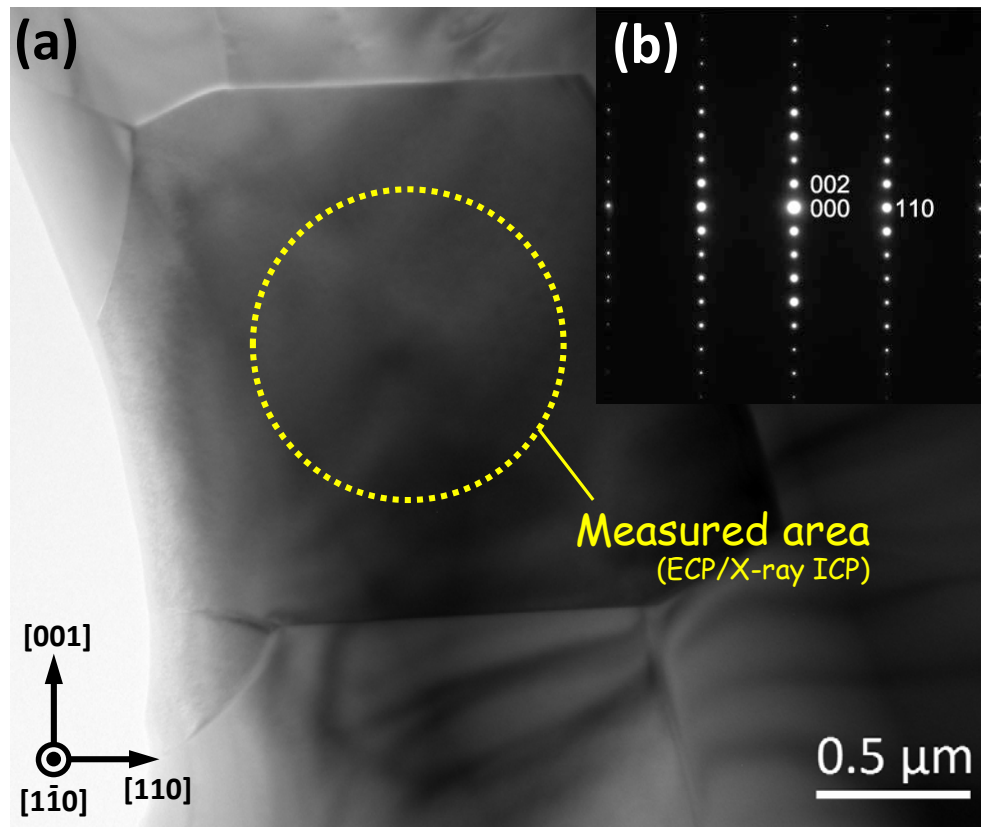 (a)
(b)
002
000
110
Measured area
(ECP/X-ray ICP)
[001]
[110]
[11̄0]
0.5 μm